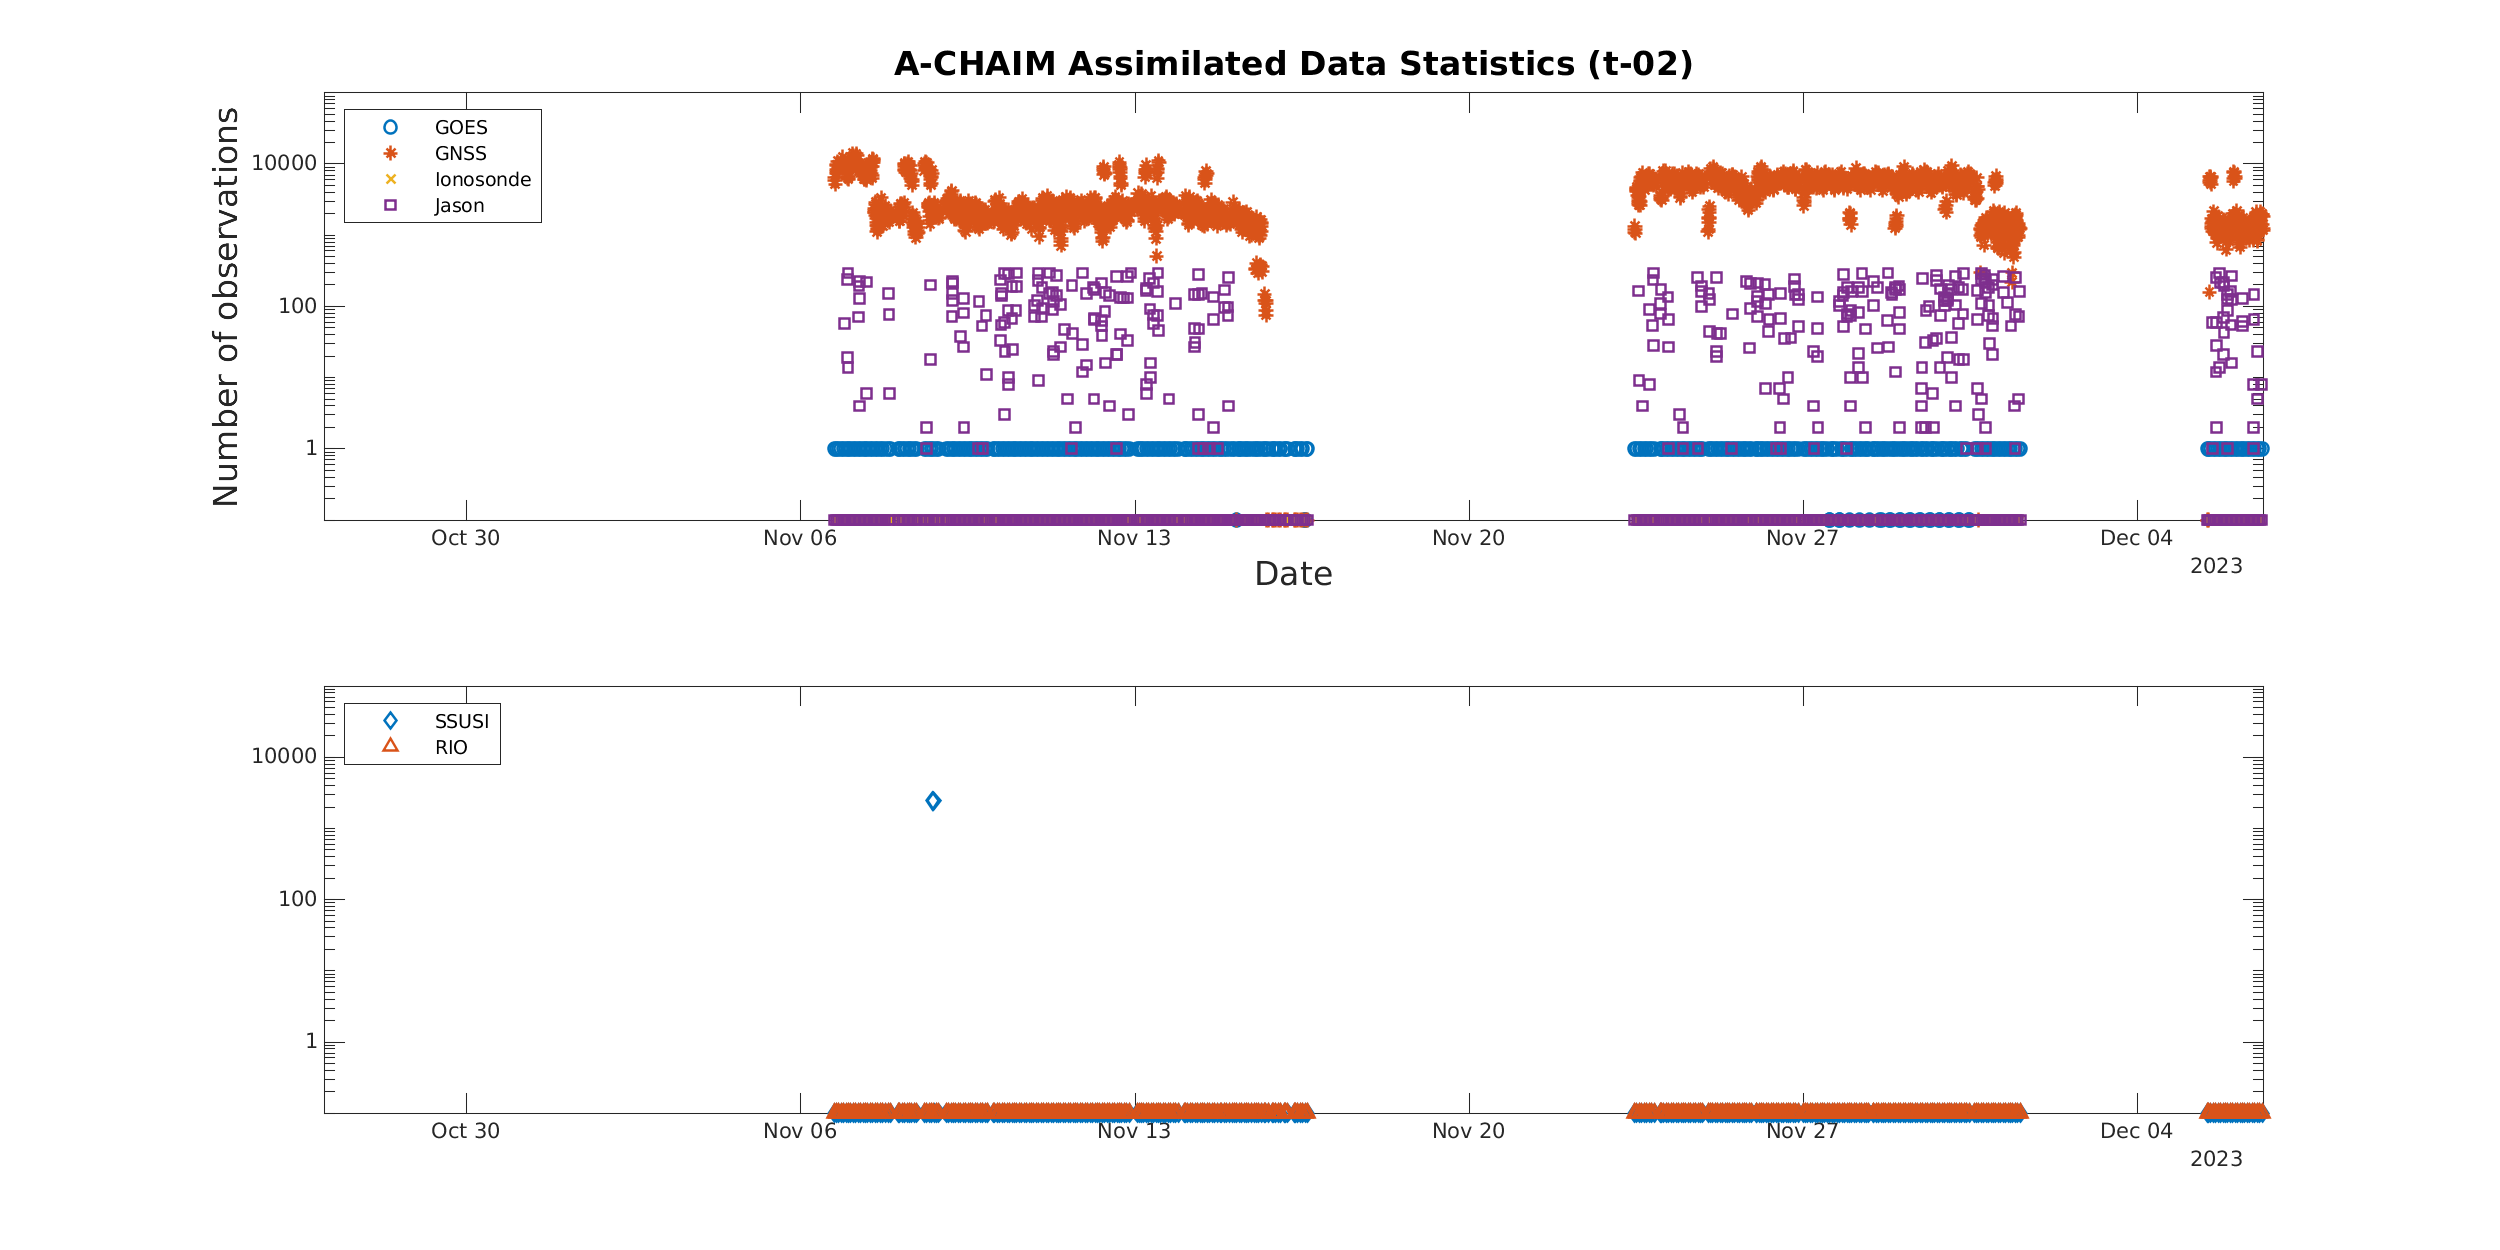 A-CHAIM Assimilated Data Statistics (t-02)
Number of observations
GOES
GNSS
Ionosonde
Jason
10000
100
1
Oct 30 Nov 06 Nov 13 Nov 20 Nov 27 Dec 04
2023
Date
SSUSI
RIO
10000
100
1
Oct 30 Nov 06 Nov 13 Nov 20 Nov 27 Dec 04
2023